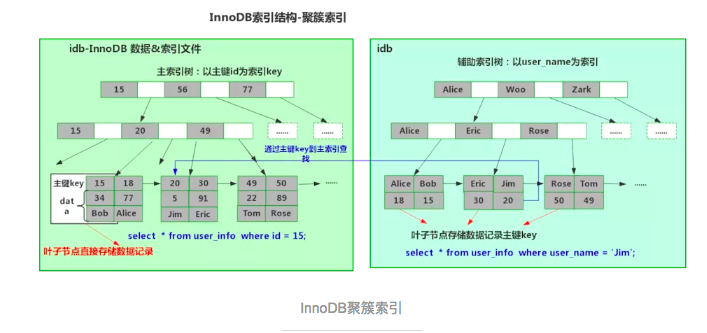 InnoDB索引结构-聚簇索引
idb-InnoDB 数据&索引文件
主索引树：以主键id为索引key
15 56 77
15 20 49 …… ……
通过主键key到主索引查找
主键key 15 18 20 30 49 50 ……
data 34 77 5 91 22 89
Bob Alice Jim Eric Tom Rose
select * from user_info where id = 15;
叶子节点直接存储数据记录
idb
辅助索引树：以user_name为索引
Alice Woo Zark
Alice Eric Rose …… ……
Alice Bob Eric Jim Rose Tom ……
18 15 30 20 50 49
叶子节点存储数据记录主键key
select * from user_info where user_name = 'Jim';
InnoDB聚簇索引